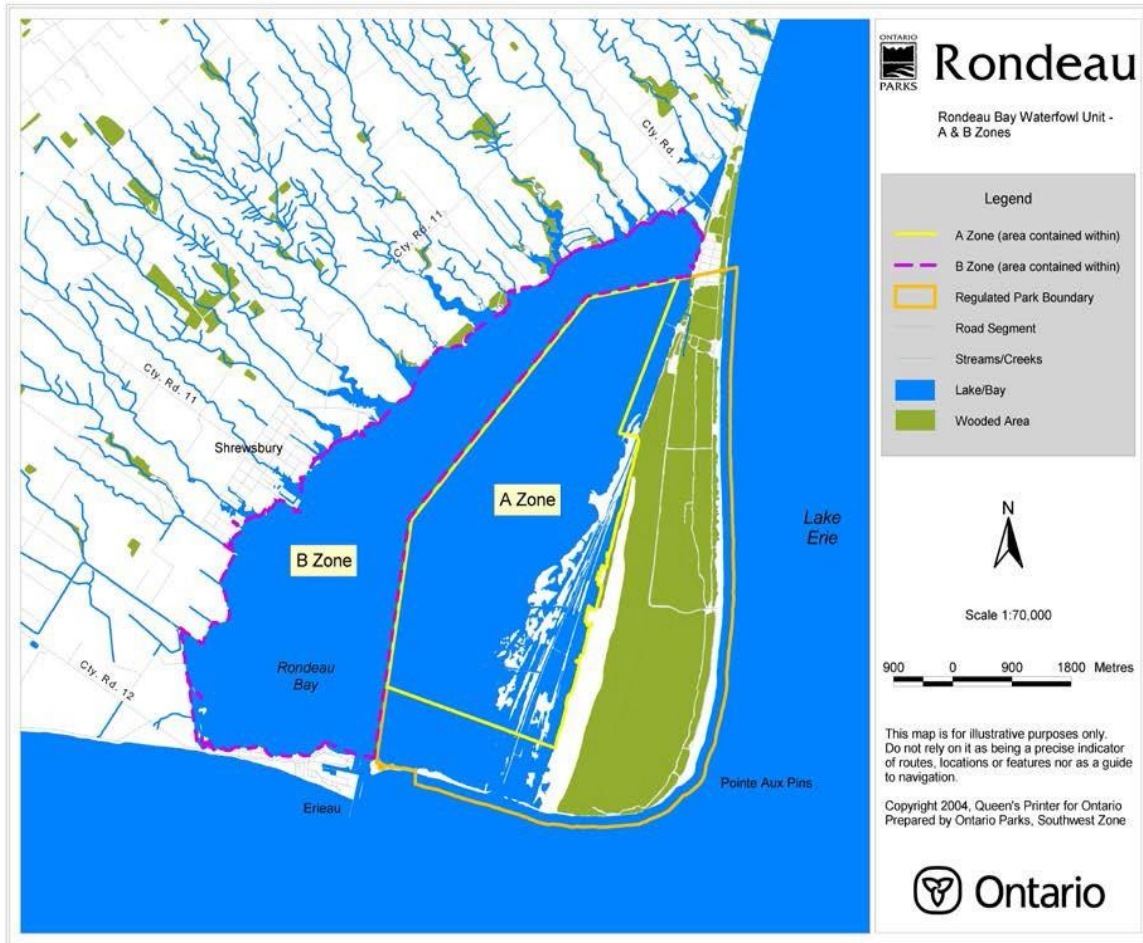 Cty. Rd. 1
Cty. Rd. 11
Cty. Rd. 11
Shrewsbury
A Zone
B Zone
Lake
Erie
Rondeau
Bay
Cty. Rd. 12
Erieau
Pointe Aux Pins
ONTARIO
PARKS
Rondeau
Rondeau Bay Waterfowl Unit -
A & B Zones
Legend
A Zone (area contained within)
B Zone (area contained within)
Regulated Park Boundary
Road Segment
Streams/Creeks
Lake/Bay
Wooded Area
N
Scale 1:70,000
900 0 900 1800 Metres
This map is for illustrative purposes only.
Do not rely on it as being a precise indicator
of routes, locations or features nor as a guide
to navigation.
Copyright 2004, Queen's Printer for Ontario
Prepared by Ontario Parks, Southwest Zone
Ontario